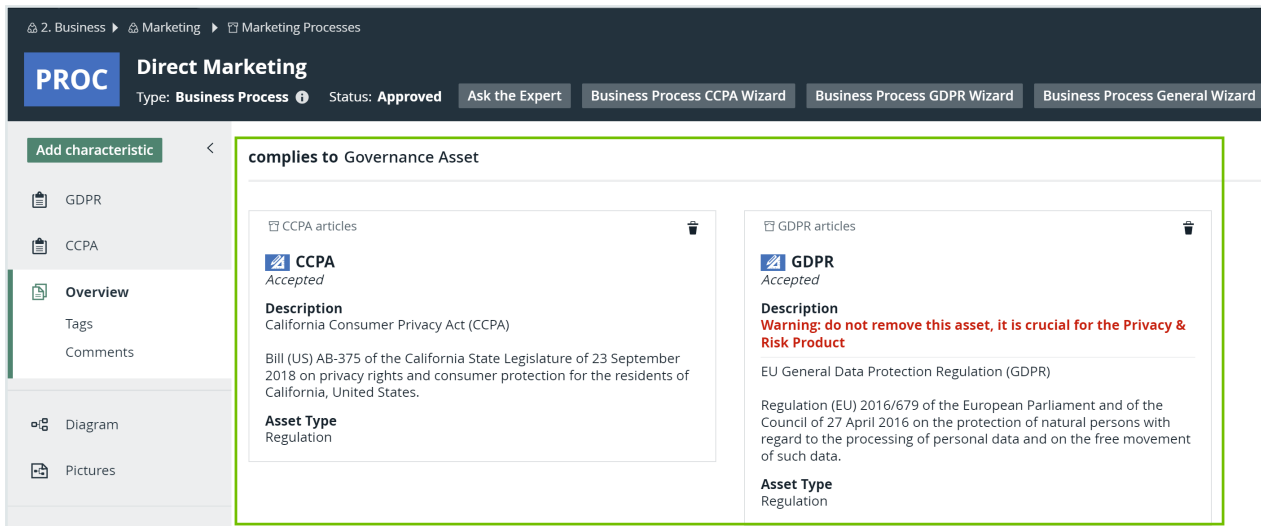 2. Business Marketing Marketing Processes
PROC
Direct Marketing
Type: Business Process Status: Approved Ask the Expert Business Process CCPA Wizard Business Process GDPR Wizard Business Process General Wizard
Add characteristic
GDPR
CCPA
Overview
Tags
Comments
Diagram
Pictures
complies to Governance Asset
CCPA articles
CCPA
Accepted
Description
California Consumer Privacy Act (CCPA)
Bill (US) AB-375 of the California State Legislature of 23 September
2018 on privacy rights and consumer protection for the residents of
California, United States.
Asset Type
Regulation
GDPR articles
GDPR
Accepted
Description
Warning: do not remove this asset, it is crucial for the Privacy &
Risk Product
EU General Data Protection Regulation (GDPR)
Regulation (EU) 2016/679 of the European Parliament and of the
Council of 27 April 2016 on the protection of natural persons with
regard to the processing of personal data and on the free movement
of such data.
Asset Type
Regulation